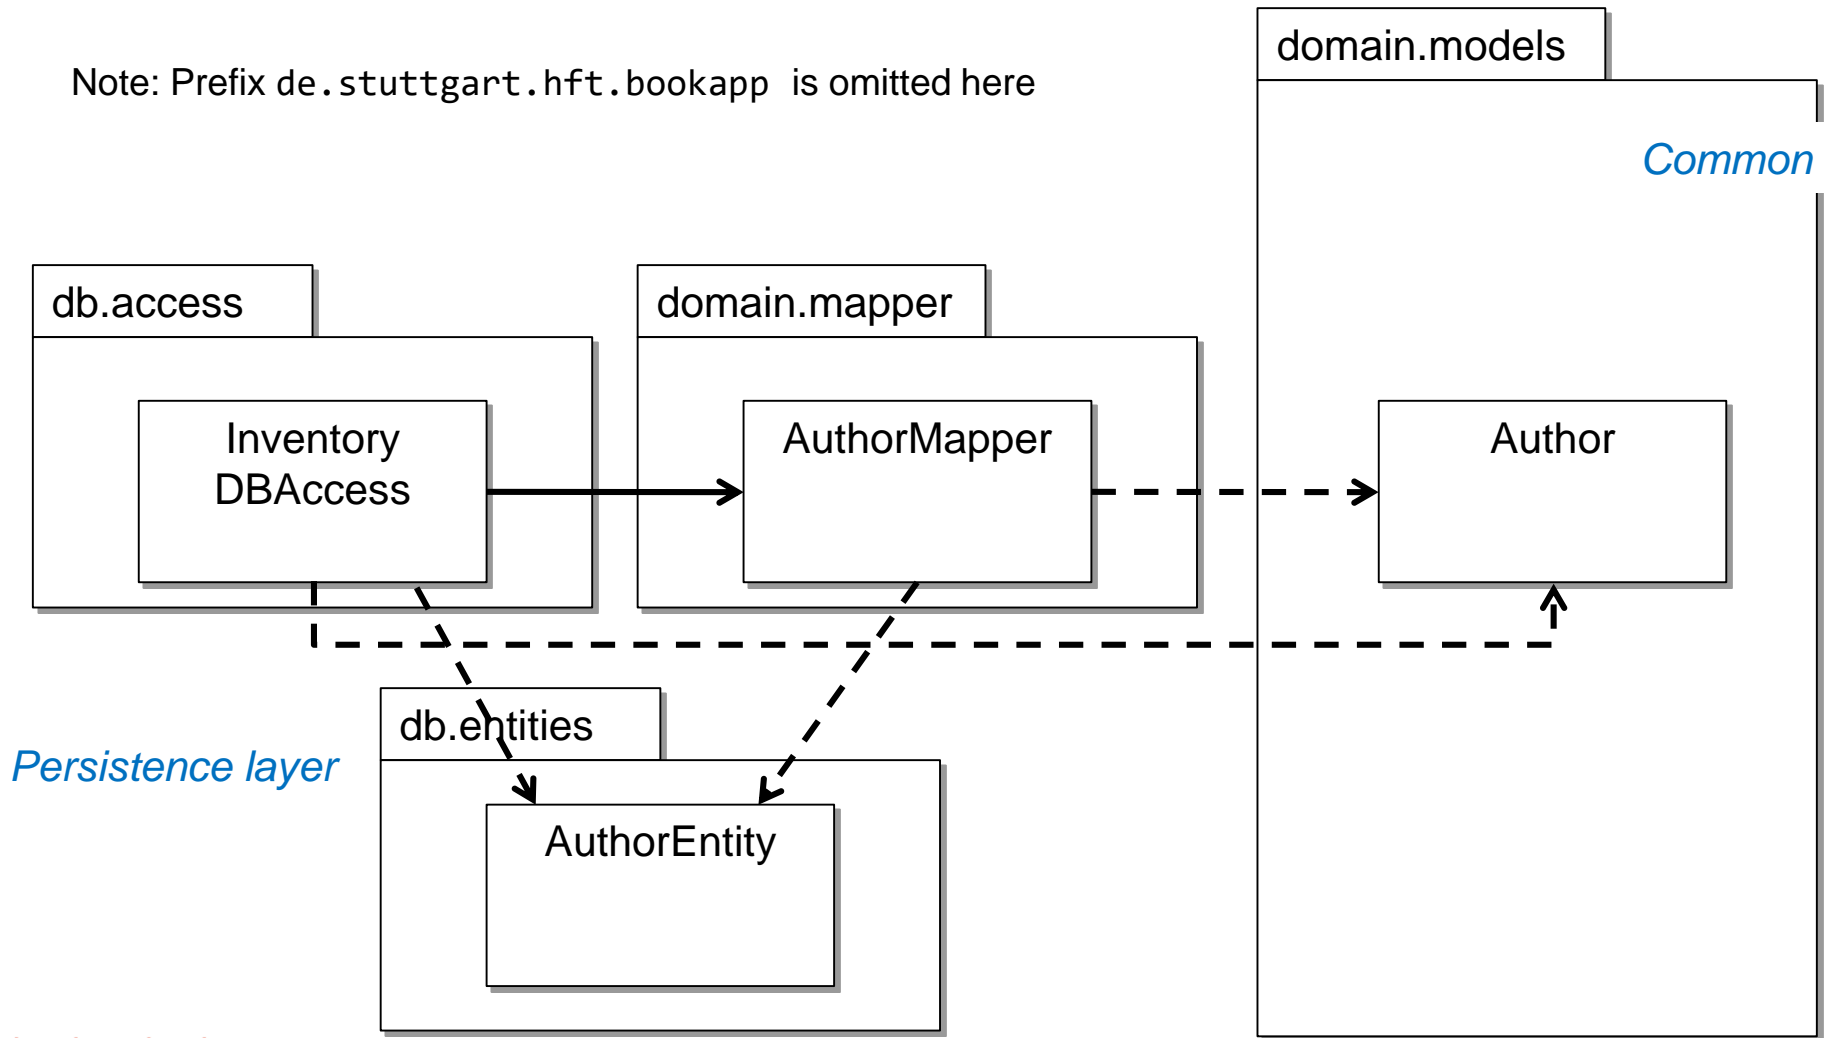 domain.models
Note: Prefix de.stuttgart.hft.bookapp is omitted here
Common
db.access
domain.mapper
Inventory
DBAccess
AuthorMapper
Author
db.entities
Persistence layer
AuthorEntity